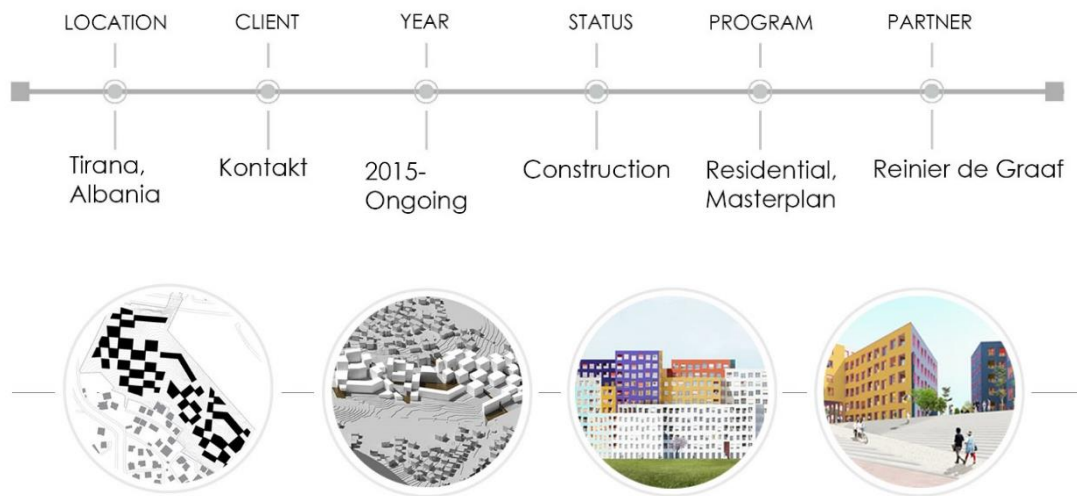 LOCATION
CLIENT
YEAR
STATUS
PROGRAM
PARTNER
Tirana,
Albania
Kontakt
2015-
Ongoing
Construction
Residential,
Masterplan
Reinier de Graaf